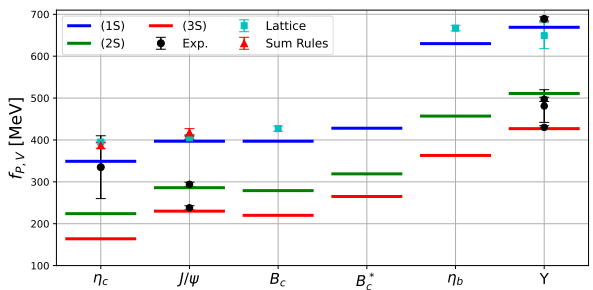 700
600
500
400
300
200
100
f_{P,V} [MeV]
(1S)
(2S)
(3S)
Exp.
Lattice
Sum Rules
η_c
J/ψ
B_c
B_c^*
η_b
Υ